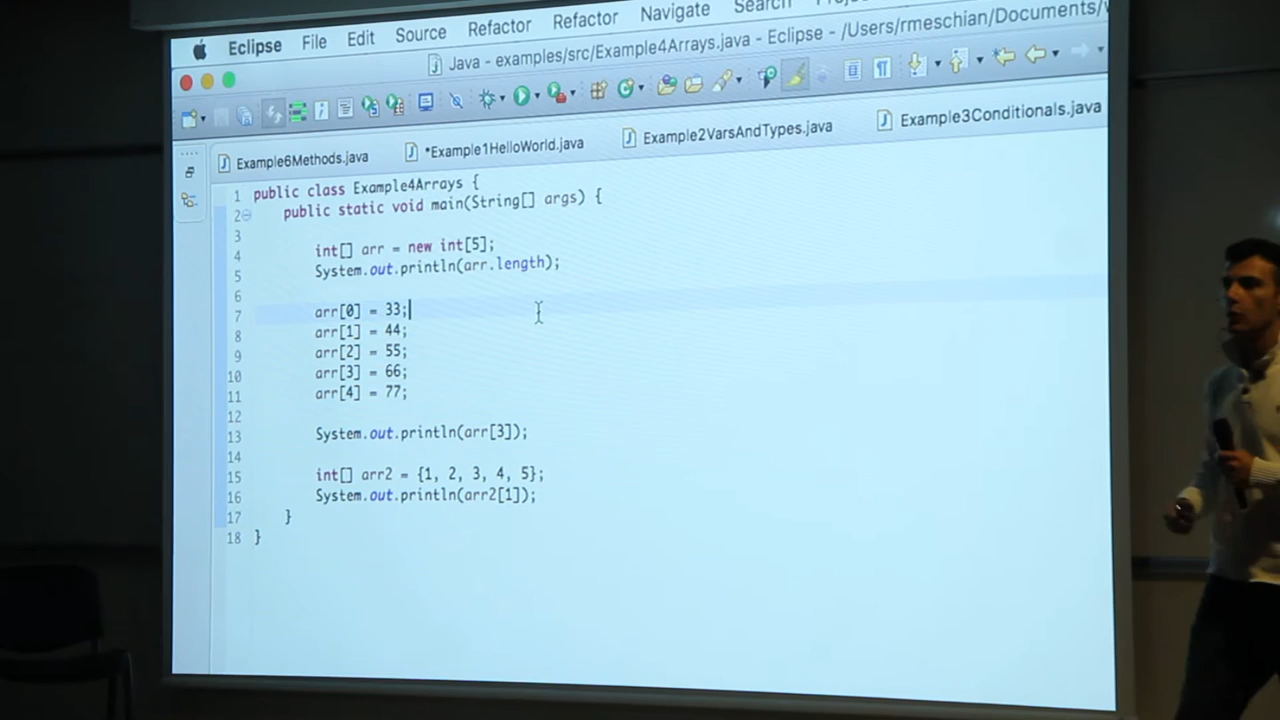 Eclipse File Edit Source Refactor Refactor Navigate Search
Java - examples/src/Example4Arrays.java - Eclipse - /Users/rmeschian/Documents/
Example6Methods.java *Example1HelloWorld.java Example2VarsAndTypes.java Example3Conditionals.java
1 public class Example4Arrays {
2 public static void main(String[] args) {
3
4 int[] arr = new int[5];
5 System.out.println(arr.length);
6
7 arr[0] = 33;
8 arr[1] = 44;
9 arr[2] = 55;
10 arr[3] = 66;
11 arr[4] = 77;
12
13 System.out.println(arr[3]);
14
15 int[] arr2 = {1, 2, 3, 4, 5};
16 System.out.println(arr2[1]);
17 }
18 }